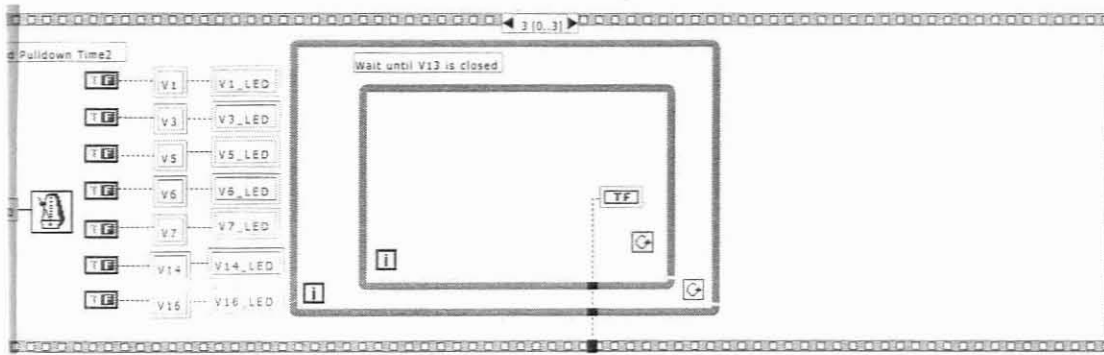 3 [0..3]
d Pulldown Time2
Wait until V13 is closed
T F V1 V1_LED
T F V3 V3_LED
T F V5 V5_LED
T F V6 V6_LED
TF
T F V7 V7_LED
i
T F V14 V14_LED
i
T F V16 V16_LED